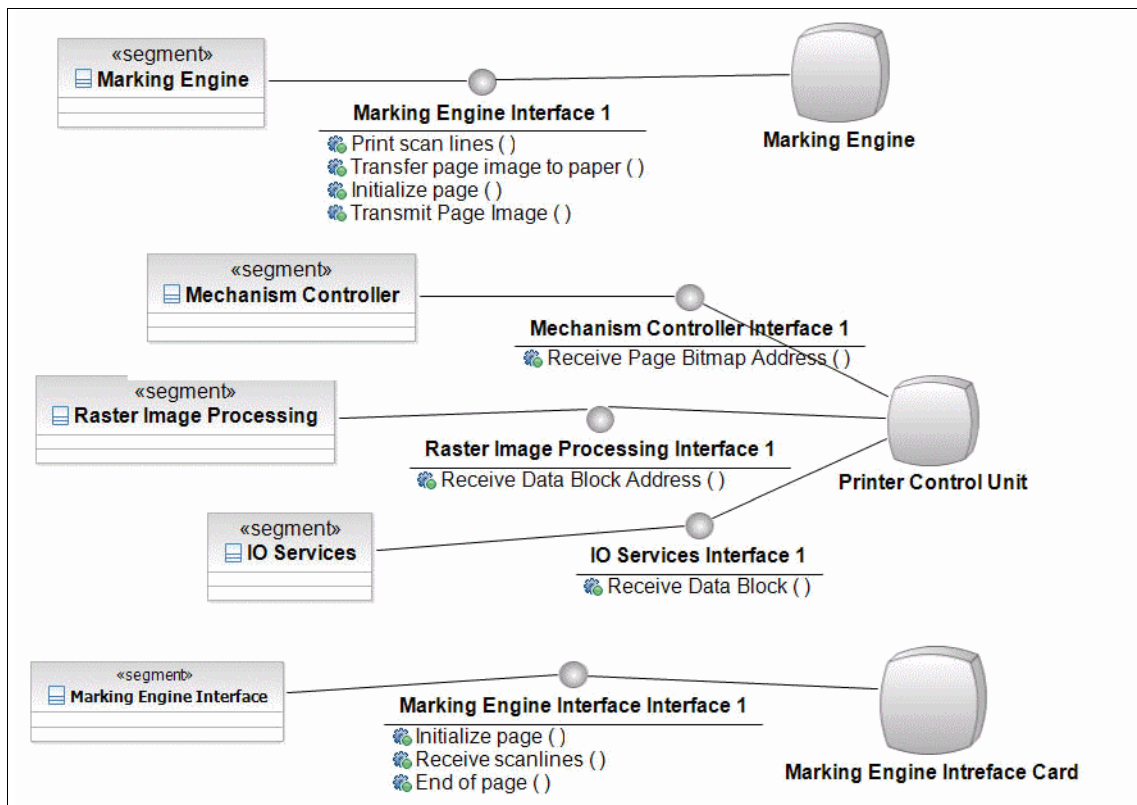 «segment»
Marking Engine
Marking Engine Interface 1
Print scan lines ( )
Transfer page image to paper ( )
Initialize page ( )
Transmit Page Image ( )
Marking Engine
«segment»
Mechanism Controller
Mechanism Controller Interface 1
Receive Page Bitmap Address ( )
«segment»
Raster Image Processing
Raster Image Processing Interface 1
Receive Data Block Address ( )
Printer Control Unit
«segment»
IO Services
IO Services Interface 1
Receive Data Block ( )
«segment»
Marking Engine Interface
Marking Engine Interface Interface 1
Initialize page ( )
Receive scanlines ( )
End of page ( )
Marking Engine Intreface Card